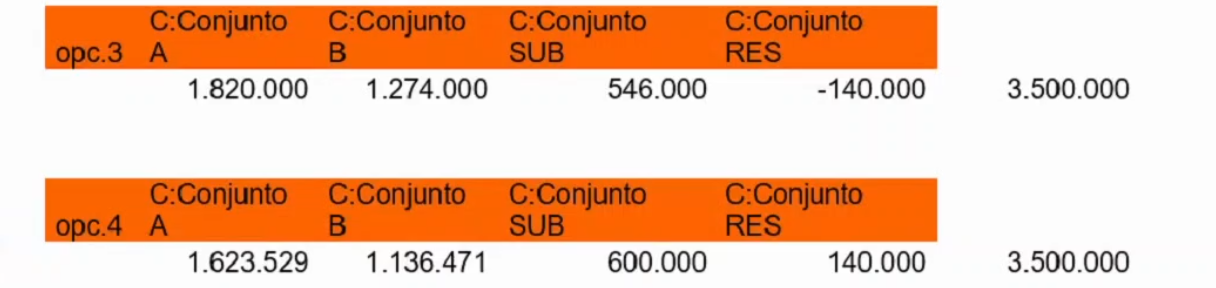 C:Conjunto C:Conjunto C:Conjunto C:Conjunto
opc.3 A B SUB RES
1.820.000 1.274.000 546.000 -140.000 3.500.000
C:Conjunto C:Conjunto C:Conjunto C:Conjunto
opc.4 A B SUB RES
1.623.529 1.136.471 600.000 140.000 3.500.000